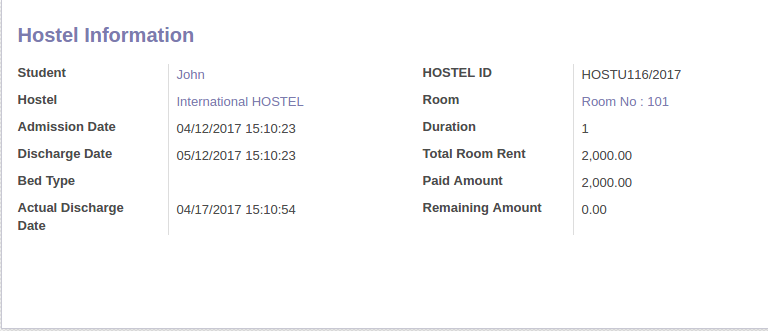 Hostel Information
Student John HOSTEL ID HOSTU116/2017
Hostel International HOSTEL Room Room No : 101
Admission Date 04/12/2017 15:10:23 Duration 1
Discharge Date 05/12/2017 15:10:23 Total Room Rent 2,000.00
Bed Type Paid Amount 2,000.00
Actual Discharge 04/17/2017 15:10:54 Remaining Amount 0.00
Date